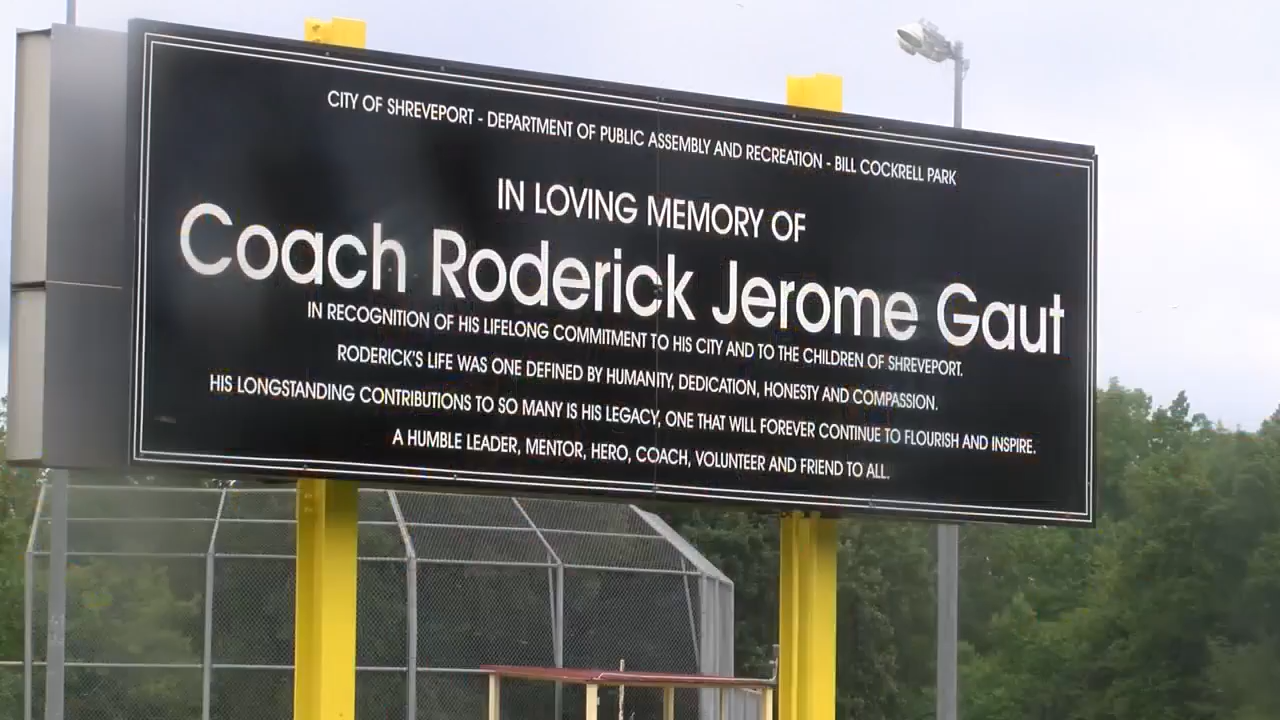 CITY OF SHREVEPORT - DEPARTMENT OF PUBLIC ASSEMBLY AND RECREATION - BILL COCKRELL PARK
IN LOVING MEMORY OF
Coach Roderick Jerome Gaut
IN RECOGNITION OF HIS LIFELONG COMMITMENT TO HIS CITY AND TO THE CHILDREN OF SHREVEPORT.
RODERICK'S LIFE WAS ONE DEFINED BY HUMANITY, DEDICATION, HONESTY AND COMPASSION.
HIS LONGSTANDING CONTRIBUTIONS TO SO MANY IS HIS LEGACY, ONE THAT WILL FOREVER CONTINUE TO FLOURISH AND INSPIRE.
A HUMBLE LEADER, MENTOR, HERO, COACH, VOLUNTEER AND FRIEND TO ALL.